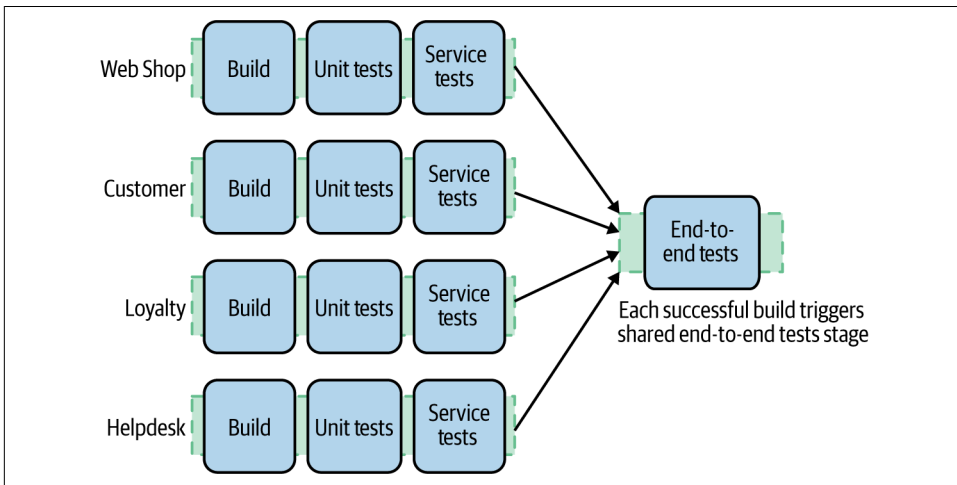 Web Shop
Build
Unit tests
Service
tests
Customer
Build
Unit tests
Service
tests
Loyalty
Build
Unit tests
Service
tests
Helpdesk
Build
Unit tests
Service
tests
End-to-
end tests
Each successful build triggers
shared end-to-end tests stage